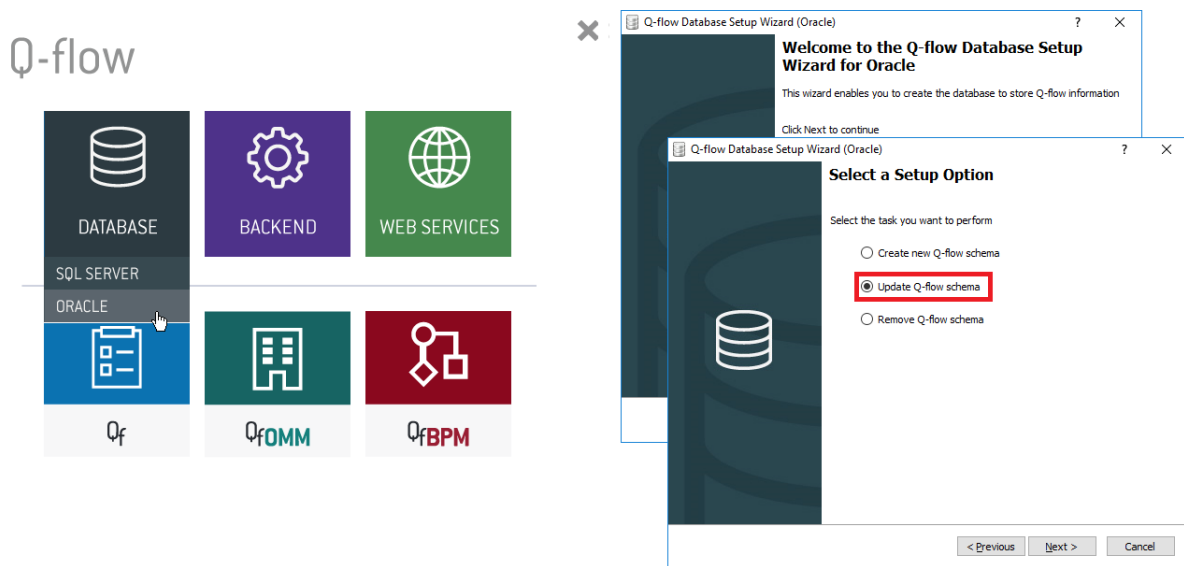 Q-flow
DATABASE
BACKEND
WEB SERVICES
SQL SERVER
ORACLE
Qf
QfOMM
QfBPM
Q-flow Database Setup Wizard (Oracle)
Welcome to the Q-flow Database Setup
Wizard for Oracle
This wizard enables you to create the database to store Q-flow information
Click Next to continue
Q-flow Database Setup Wizard (Oracle)
Select a Setup Option
Select the task you want to perform
Create new Q-flow schema
Update Q-flow schema
Remove Q-flow schema
< Previous
Next >
Cancel